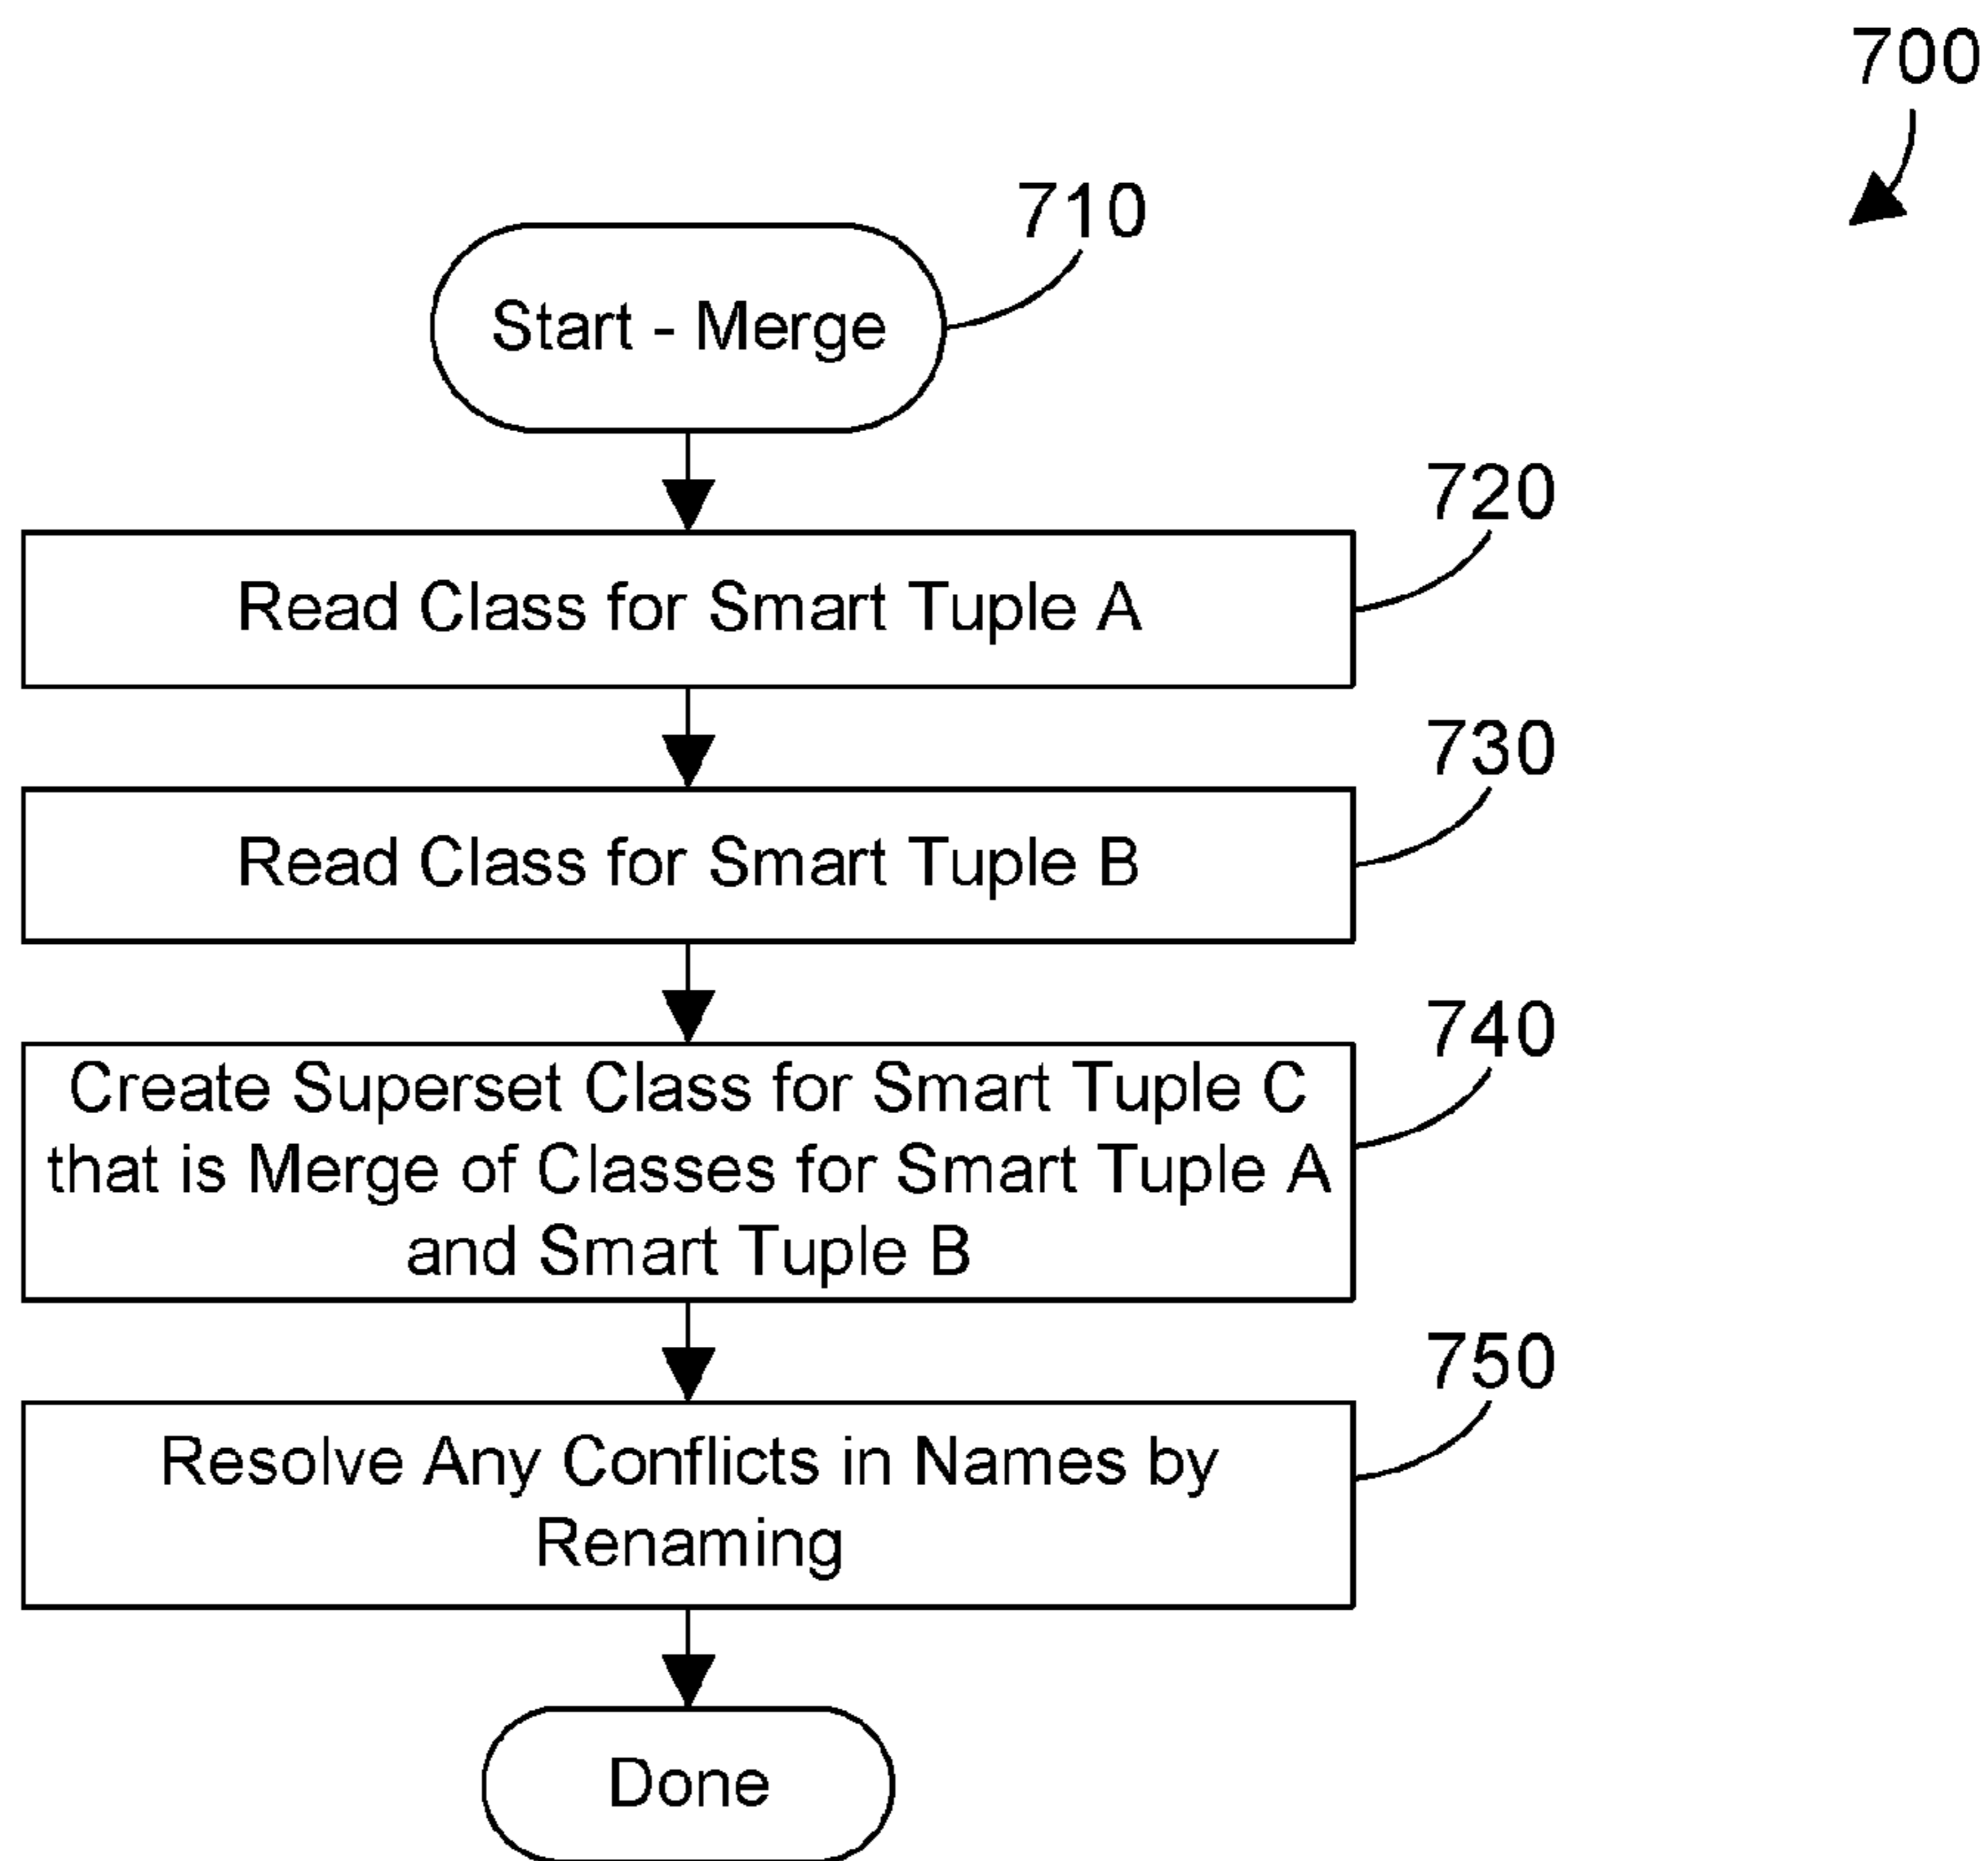 700
710
Start - Merge
720
Read Class for Smart Tuple A
730
Read Class for Smart Tuple B
740
Create Superset Class for Smart Tuple C
that is Merge of Classes for Smart Tuple A
and Smart Tuple B
750
Resolve Any Conflicts in Names by
Renaming
Done